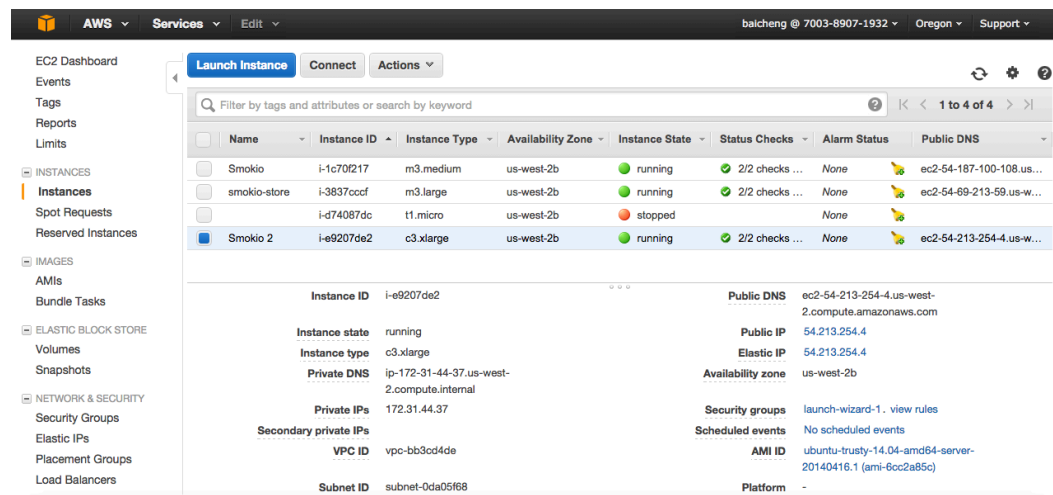 AWS Services Edit baicheng @ 7003-8907-1932 Oregon Support
EC2 Dashboard
Events
Tags
Reports
Limits
INSTANCES
Instances
Spot Requests
Reserved Instances
IMAGES
AMIs
Bundle Tasks
ELASTIC BLOCK STORE
Volumes
Snapshots
NETWORK & SECURITY
Security Groups
Elastic IPs
Placement Groups
Load Balancers
Launch Instance Connect Actions
Filter by tags and attributes or search by keyword 1 to 4 of 4
Name Instance ID Instance Type Availability Zone Instance State Status Checks Alarm Status Public DNS
Smokio i-1c70f217 m3.medium us-west-2b running 2/2 checks ... None ec2-54-187-100-108.us...
smokio-store i-3837cccf m3.large us-west-2b running 2/2 checks ... None ec2-54-69-213-59.us-w...
i-d74087dc t1.micro us-west-2b stopped None
Smokio 2 i-e9207de2 c3.xlarge us-west-2b running 2/2 checks ... None ec2-54-213-254-4.us-w...
Instance ID i-e9207de2
Instance state running
Instance type c3.xlarge
Private DNS ip-172-31-44-37.us-west-
2.compute.internal
Private IPs 172.31.44.37
Secondary private IPs
VPC ID vpc-bb3cd4de
Subnet ID subnet-0da05f68
Public DNS ec2-54-213-254-4.us-west-
2.compute.amazonaws.com
Public IP 54.213.254.4
Elastic IP 54.213.254.4
Availability zone us-west-2b
Security groups launch-wizard-1. view rules
Scheduled events No scheduled events
AMI ID ubuntu-trusty-14.04-amd64-server-
20140416.1 (ami-6cc2a85c)
Platform -